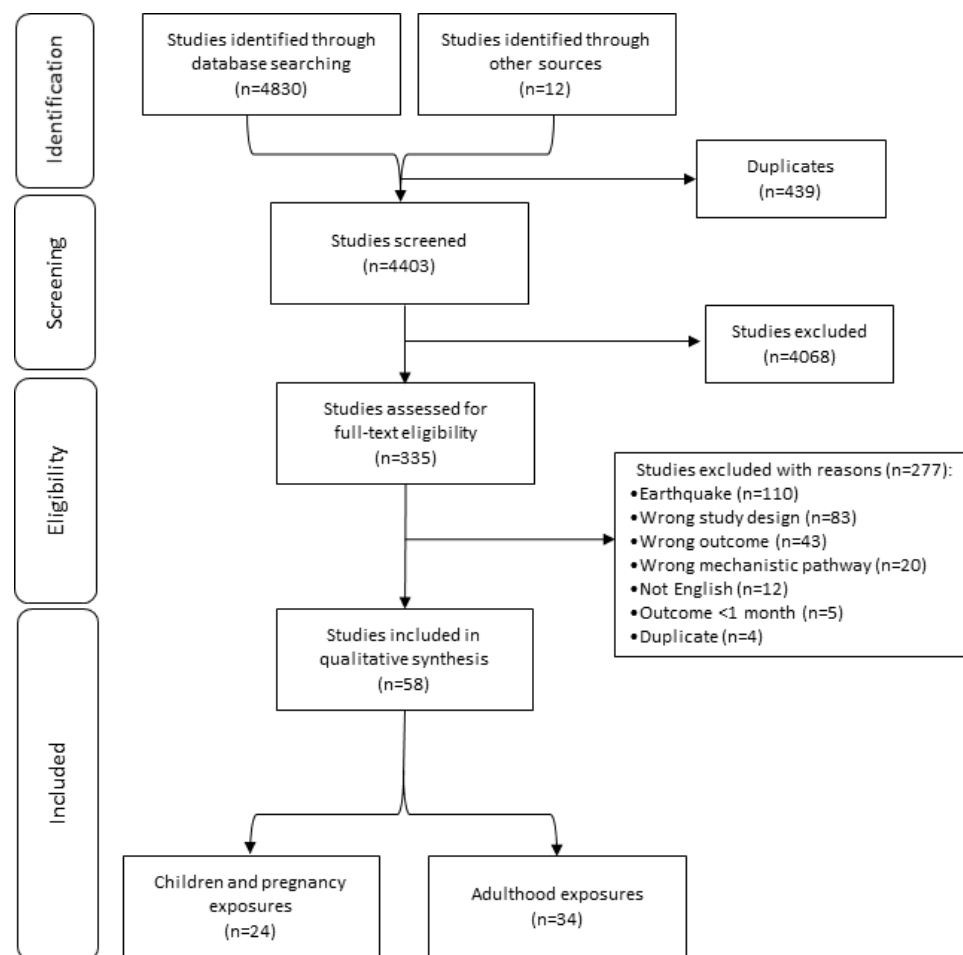 Identification
Studies identified through
database searching
(n=4830)
Studies identified through
other sources
(n=12)
Duplicates
(n=439)
Screening
Studies screened
(n=4403)
Studies excluded
(n=4068)
Eligibility
Studies assessed for
full-text eligibility
(n=335)
Studies excluded with reasons (n=277):
•Earthquake (n=110)
•Wrong study design (n=83)
•Wrong outcome (n=43)
•Wrong mechanistic pathway (n=20)
•Not English (n=12)
•Outcome <1 month (n=5)
•Duplicate (n=4)
Included
Studies included in
qualitative synthesis
(n=58)
Children and pregnancy
exposures
(n=24)
Adulthood exposures
(n=34)